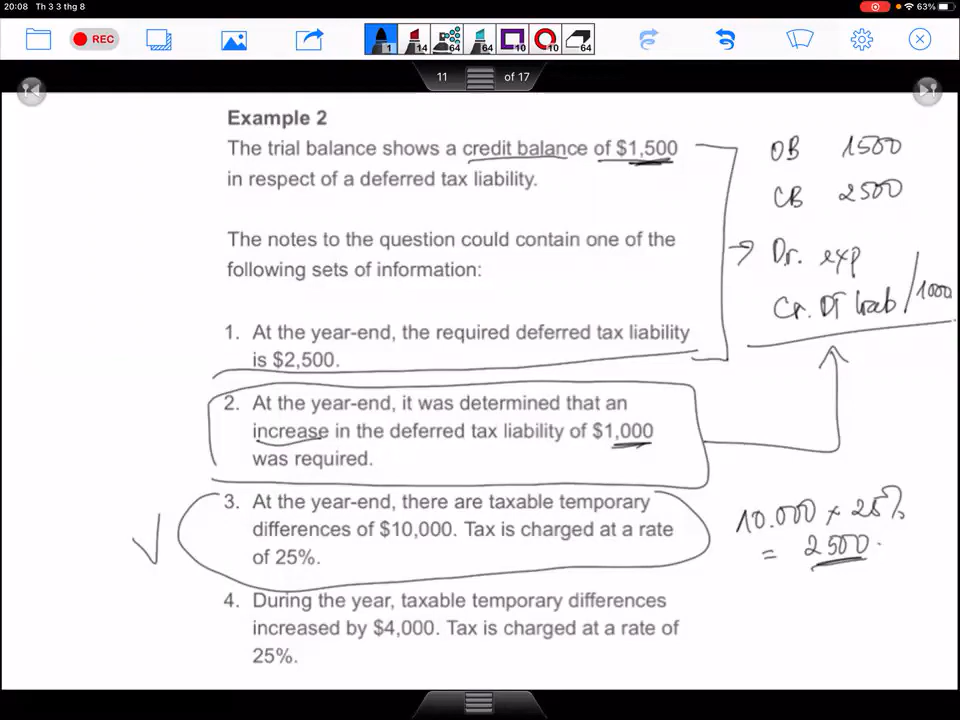 20:08 Th 3 3 thg 8
63%
REC
1
14
64
64
10
10
64
11 of 17
Example 2
The trial balance shows a credit balance of $1,500
in respect of a deferred tax liability.
The notes to the question could contain one of the
following sets of information:
1. At the year-end, the required deferred tax liability
is $2,500.
2. At the year-end, it was determined that an
increase in the deferred tax liability of $1,000
was required.
3. At the year-end, there are taxable temporary
differences of $10,000. Tax is charged at a rate
of 25%.
4. During the year, taxable temporary differences
increased by $4,000. Tax is charged at a rate of
25%.
OB 1500
CB 2500
→ Dr. exp
Cr. DT liab / 1000
10.000 x 25%
= 2500.